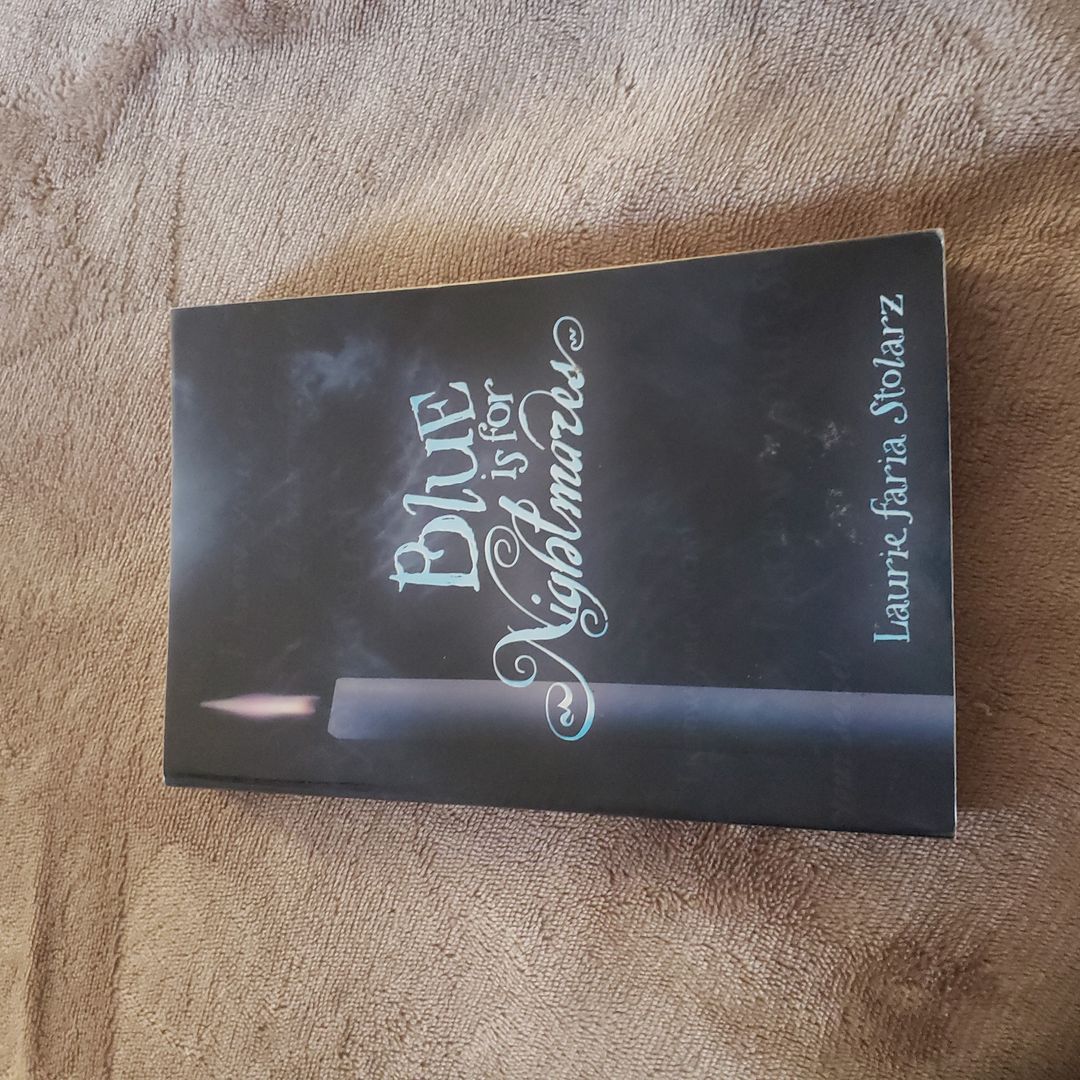 Blue
is for
Nightmares
Laurie Faria Stolarz